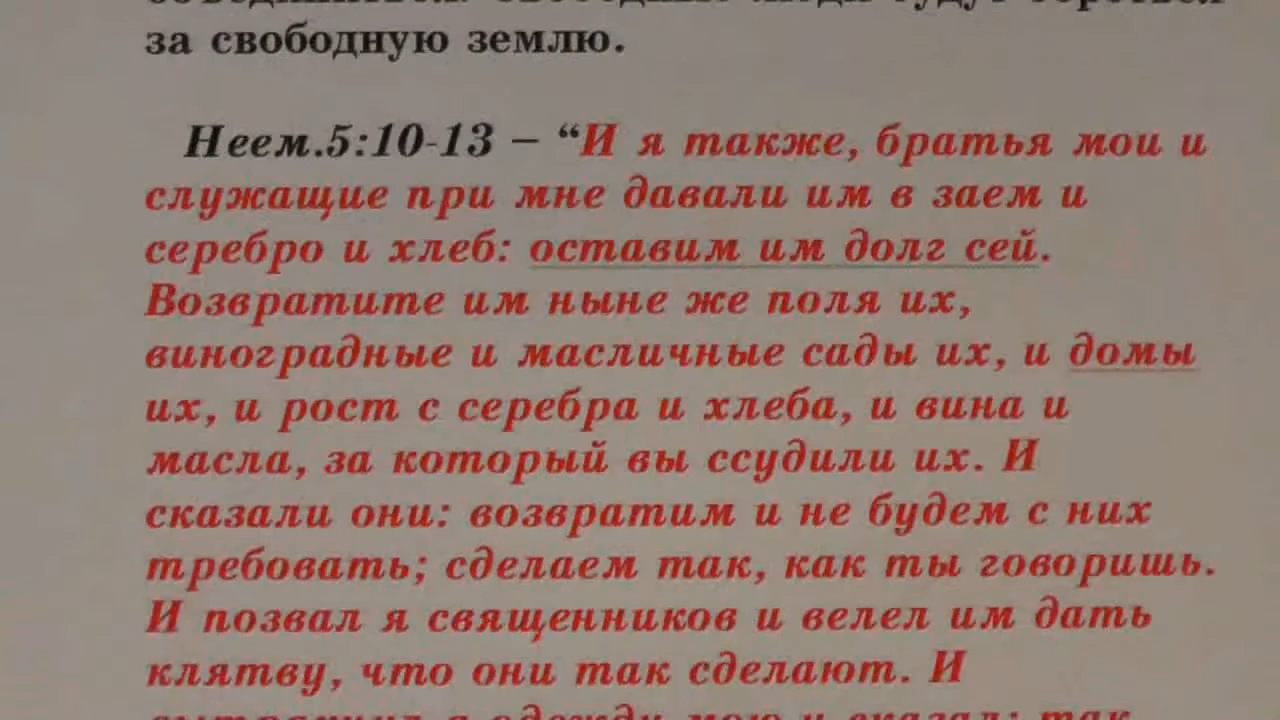 за свободную землю.
Неем.5:10-13 – “И я также, братья мои и
служащие при мне давали им в заем и
серебро и хлеб: оставим им долг сей.
Возвратите им ныне же поля их,
виноградные и масличные сады их, и домы
их, и рост с серебра и хлеба, и вина и
масла, за который вы ссудили их. И
сказали они: возвратим и не будем с них
требовать; сделаем так, как ты говоришь.
И позвал я священников и велел им дать
клятву, что они так сделают. И